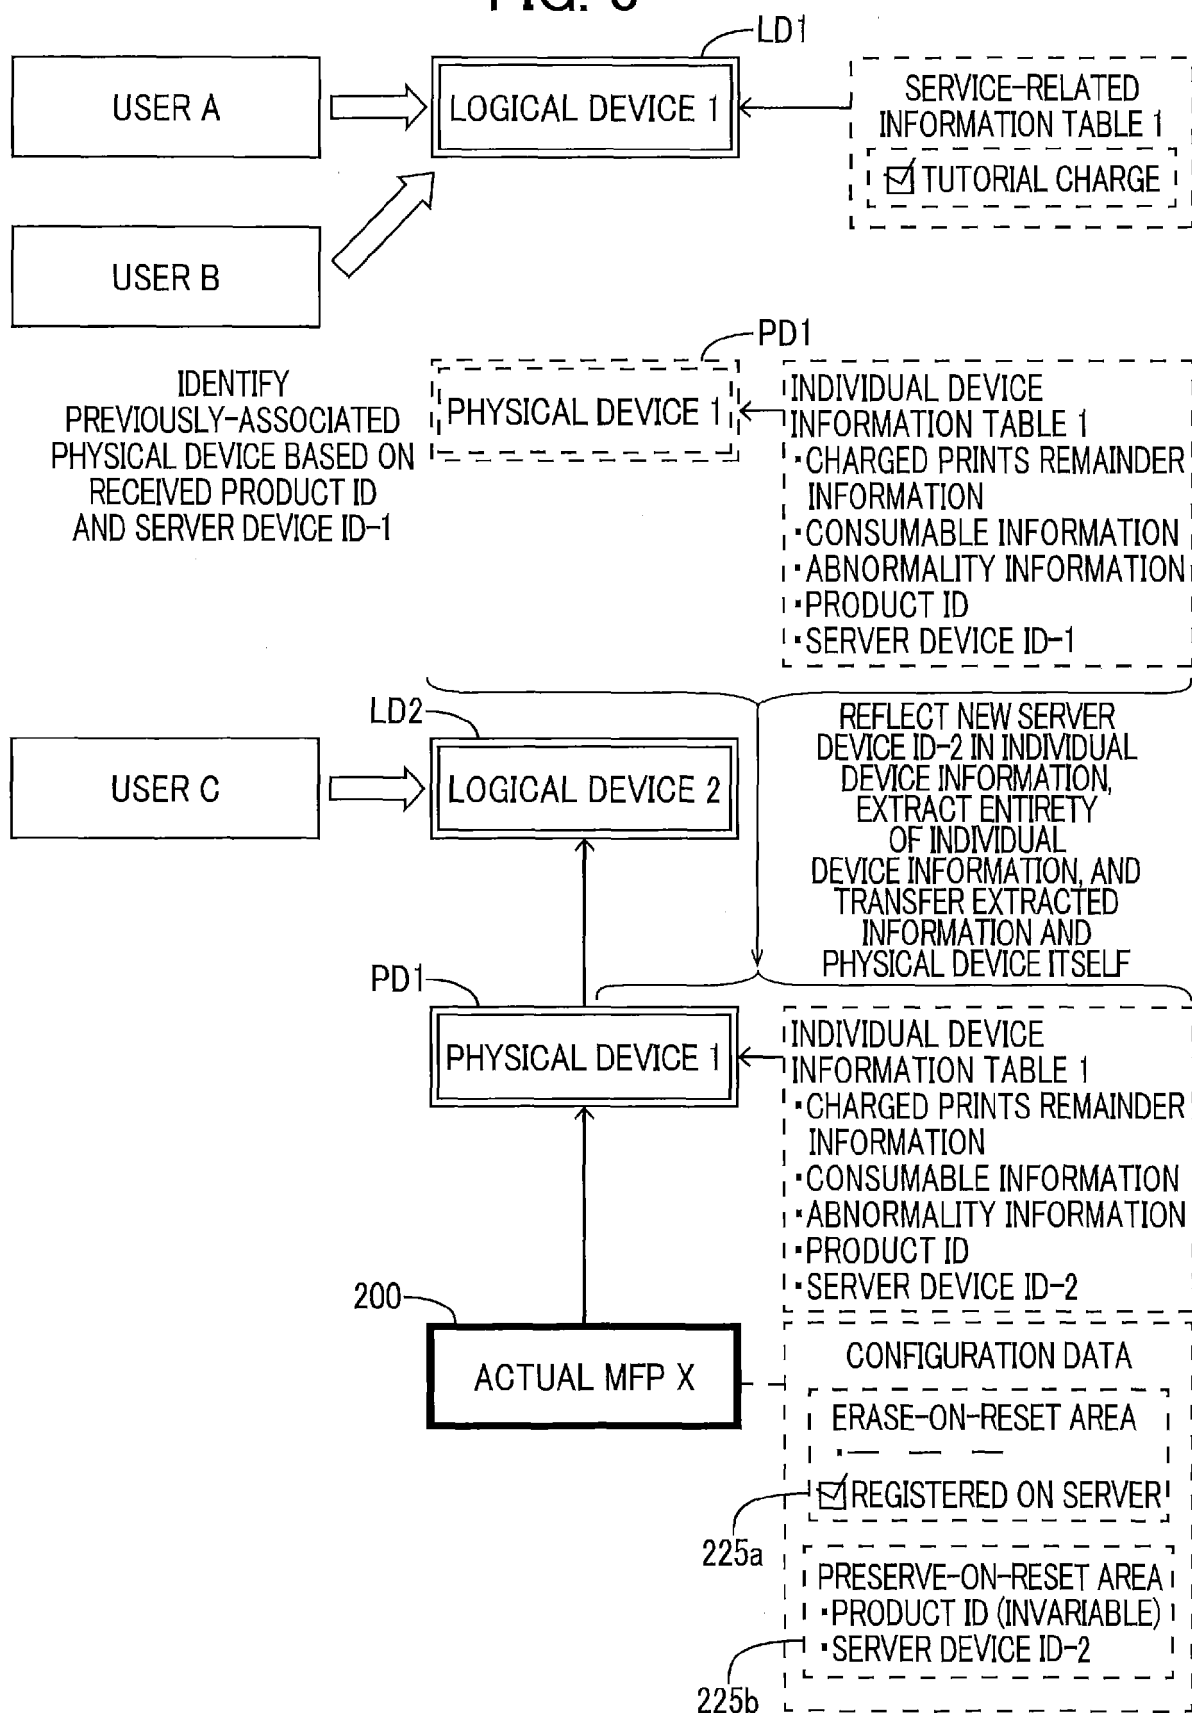 LD1
USER A
LOGICAL DEVICE 1
SERVICE-RELATED
INFORMATION TABLE 1
TUTORIAL CHARGE
USER B
PD1
IDENTIFY
PREVIOUSLY-ASSOCIATED
PHYSICAL DEVICE BASED ON
RECEIVED PRODUCT ID
AND SERVER DEVICE ID-1
PHYSICAL DEVICE 1
INDIVIDUAL DEVICE
INFORMATION TABLE 1
·CHARGED PRINTS REMAINDER
INFORMATION
·CONSUMABLE INFORMATION
·ABNORMALITY INFORMATION
·PRODUCT ID
·SERVER DEVICE ID-1
LD2
USER C
LOGICAL DEVICE 2
REFLECT NEW SERVER
DEVICE ID-2 IN INDIVIDUAL
DEVICE INFORMATION,
EXTRACT ENTIRETY
OF INDIVIDUAL
DEVICE INFORMATION, AND
TRANSFER EXTRACTED
INFORMATION AND
PHYSICAL DEVICE ITSELF
PD1
PHYSICAL DEVICE 1
INDIVIDUAL DEVICE
INFORMATION TABLE 1
·CHARGED PRINTS REMAINDER
INFORMATION
·CONSUMABLE INFORMATION
·ABNORMALITY INFORMATION
·PRODUCT ID
·SERVER DEVICE ID-2
200
ACTUAL MFP X
CONFIGURATION DATA
ERASE-ON-RESET AREA
·— — —
REGISTERED ON SERVER
225a
PRESERVE-ON-RESET AREA
·PRODUCT ID (INVARIABLE)
·SERVER DEVICE ID-2
225b